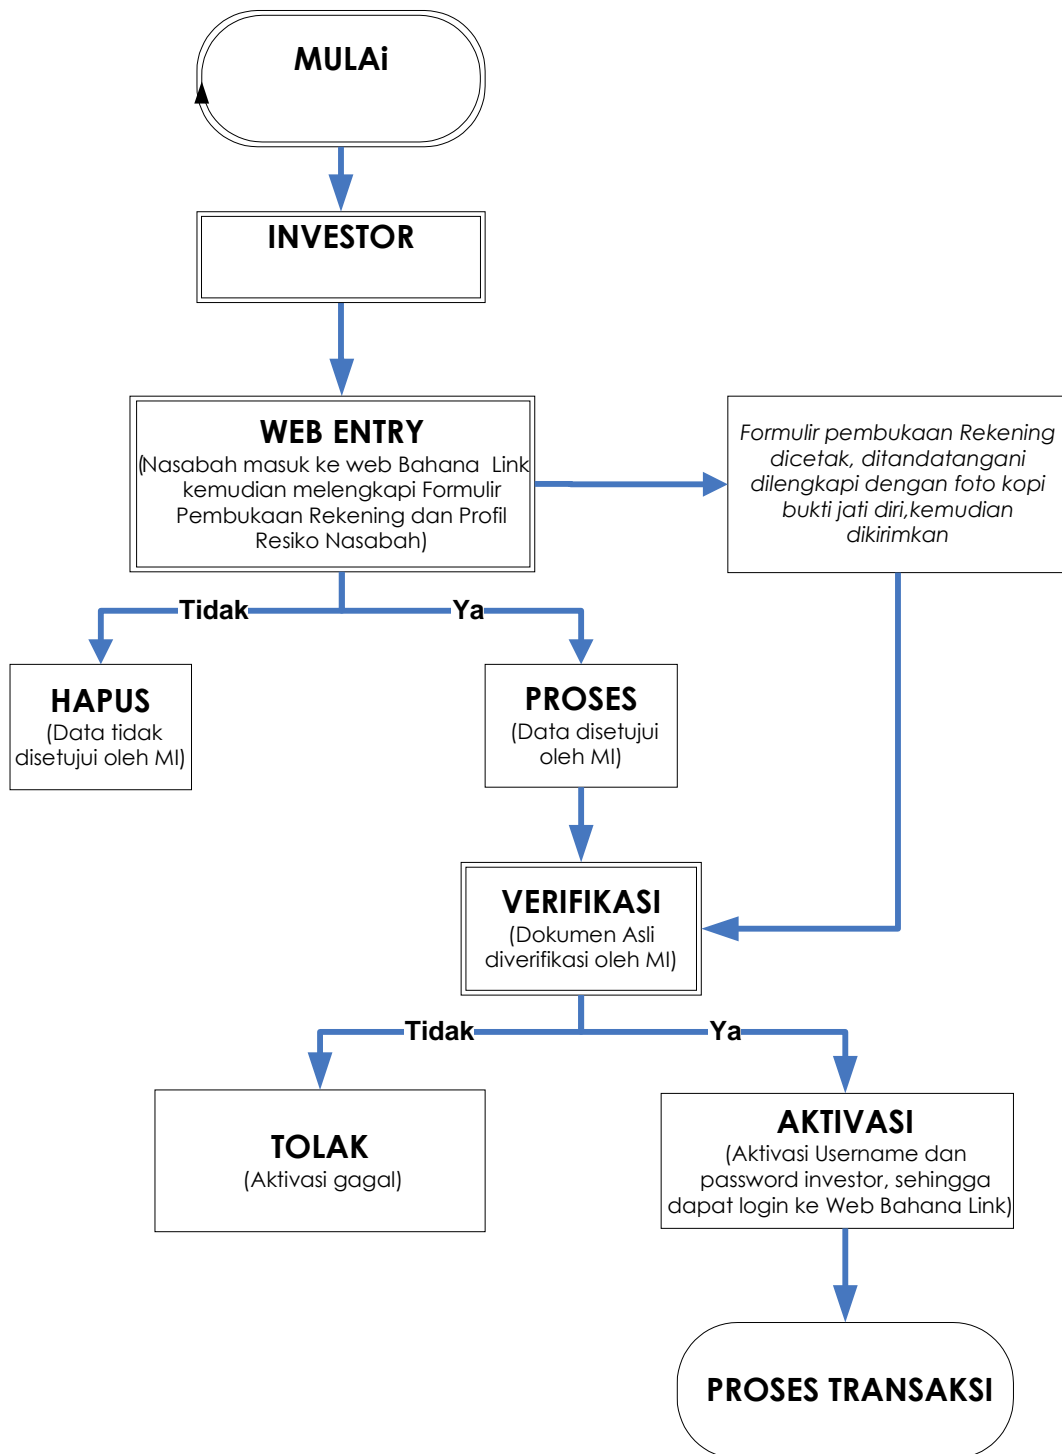 MULAi
INVESTOR
WEB ENTRY
(Nasabah masuk ke web Bahana Link
kemudian melengkapi Formulir
Pembukaan Rekening dan Profil
Resiko Nasabah)
Formulir pembukaan Rekening
dicetak, ditandatangani
dilengkapi dengan foto kopi
bukti jati diri,kemudian
dikirimkan
Tidak
Ya
HAPUS
(Data tidak
disetujui oleh MI)
PROSES
(Data disetujui
oleh MI)
VERIFIKASI
(Dokumen Asli
diverifikasi oleh MI)
Tidak
Ya
TOLAK
(Aktivasi gagal)
AKTIVASI
(Aktivasi Username dan
password investor, sehingga
dapat login ke Web Bahana Link)
PROSES TRANSAKSI